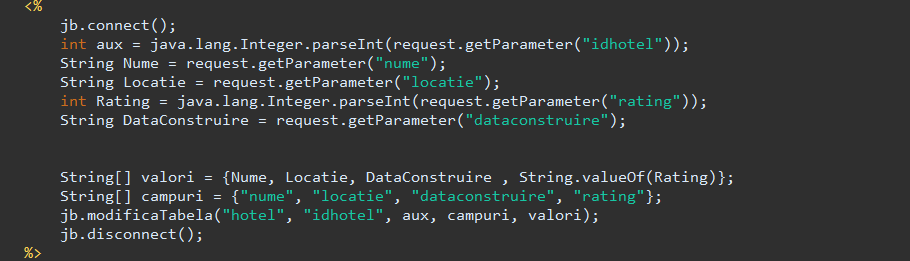 <%
jb.connect();
int aux = java.lang.Integer.parseInt(request.getParameter("idhotel"));
String Nume = request.getParameter("nume");
String Locatie = request.getParameter("locatie");
int Rating = java.lang.Integer.parseInt(request.getParameter("rating"));
String DataConstruire = request.getParameter("dataconstruire");
String[] valori = {Nume, Locatie, DataConstruire , String.valueOf(Rating)};
String[] campuri = {"nume", "locatie", "dataconstruire", "rating"};
jb.modificaTabela("hotel", "idhotel", aux, campuri, valori);
jb.disconnect();
%>